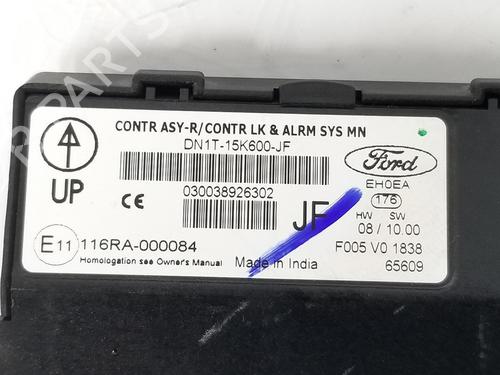 CONTR ASY-R/CONTR LK & ALRM SYS MN
DN1T-15K600-JF
Ford
UP
EH0EA
CE
030038926302
176
JF
HW SW
08 / 10.00
E11 116RA-000084
F005 V0 1838
Homologation see Owner's Manual
Made in India
65609